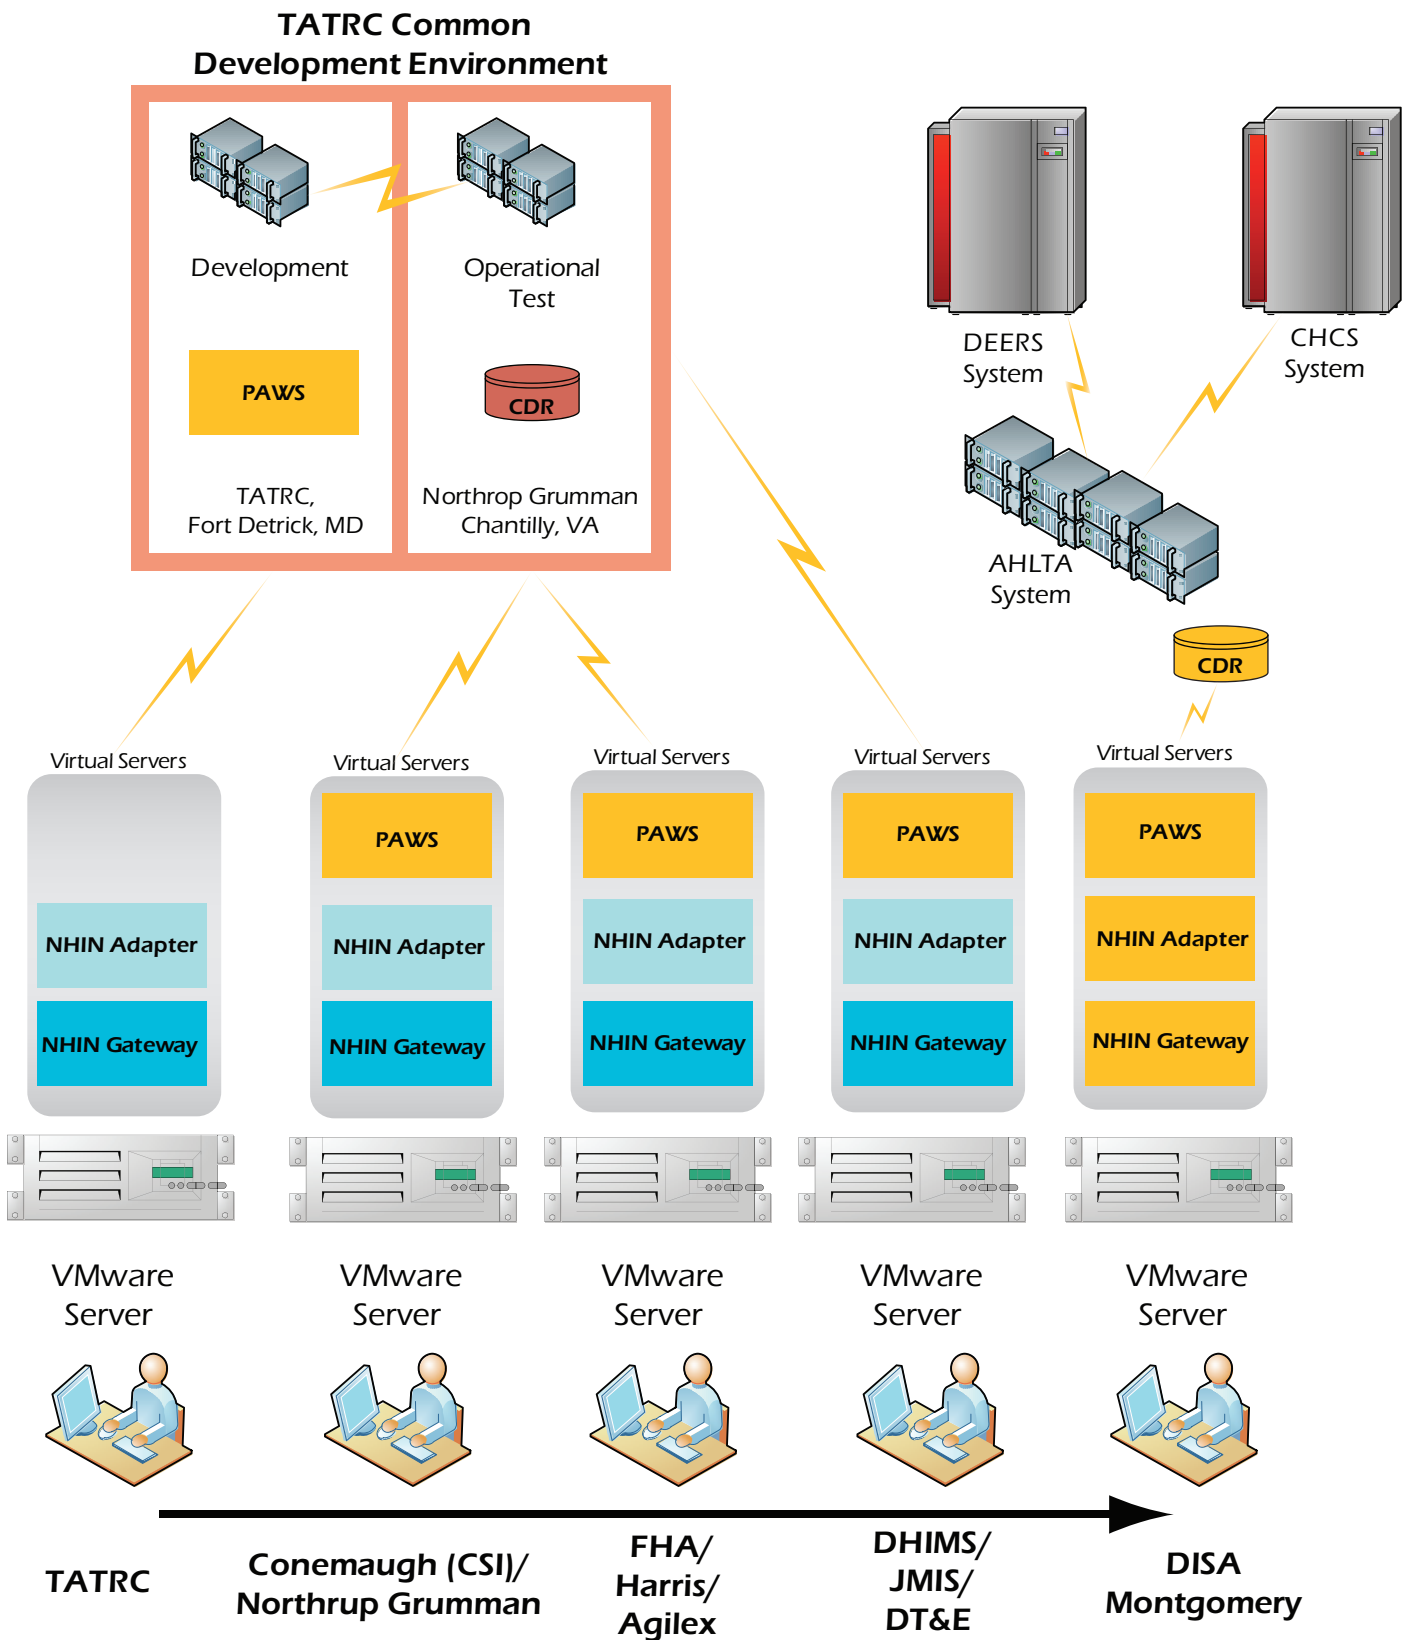 TATRC Common
Development Environment
Development
Operational
Test
PAWS
CDR
TATRC,
Fort Detrick, MD
Northrop Grumman
Chantilly, VA
DEERS
System
CHCS
System
AHLTA
System
CDR
Virtual Servers
Virtual Servers
Virtual Servers
Virtual Servers
Virtual Servers
PAWS
PAWS
PAWS
PAWS
NHIN Adapter
NHIN Adapter
NHIN Adapter
NHIN Adapter
NHIN Adapter
NHIN Gateway
NHIN Gateway
NHIN Gateway
NHIN Gateway
NHIN Gateway
VMware
Server
VMware
Server
VMware
Server
VMware
Server
VMware
Server
TATRC
Conemaugh (CSI)/
Northrup Grumman
FHA/
Harris/
Agilex
DHIMS/
JMIS/
DT&E
DISA
Montgomery